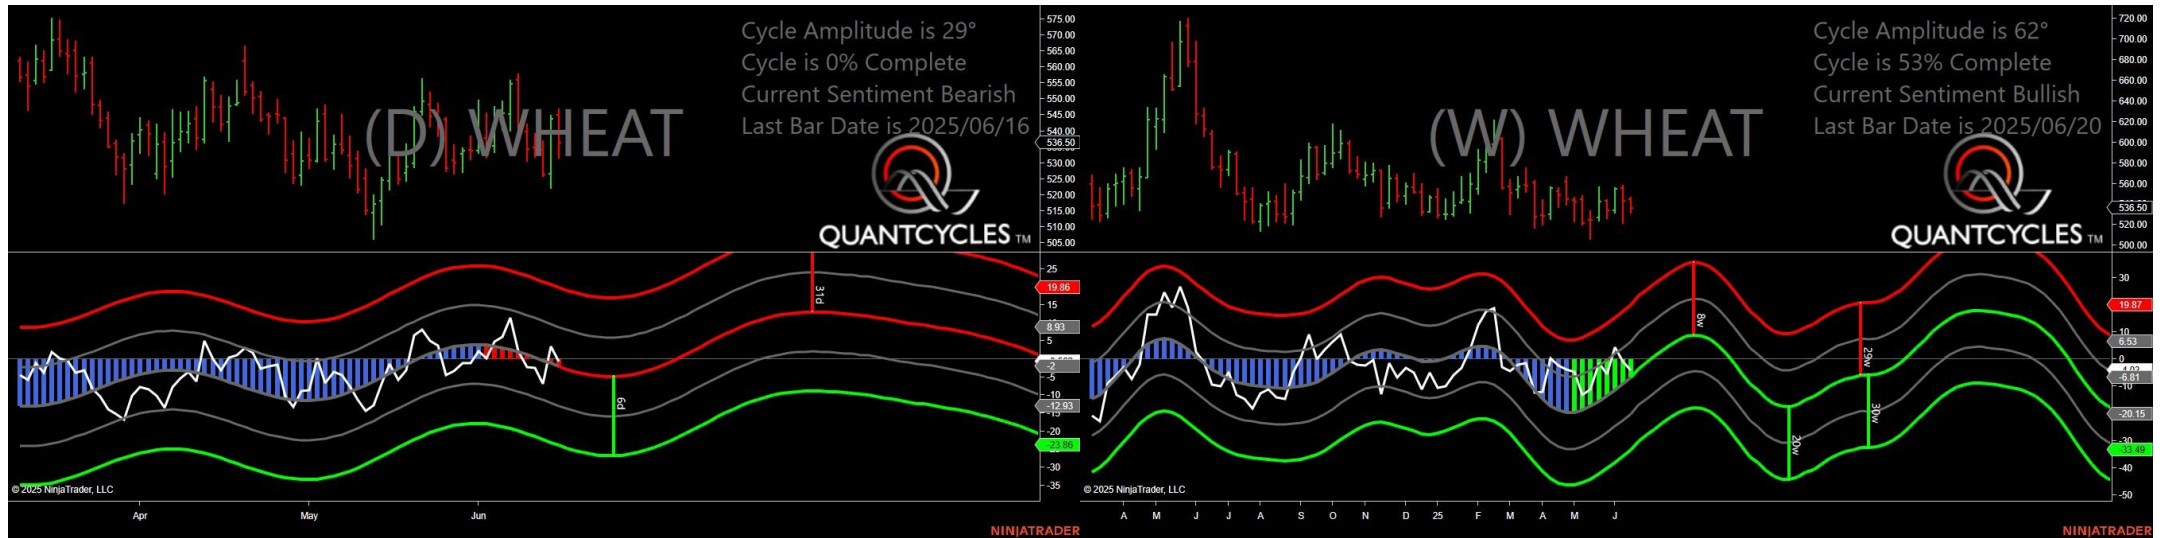 Cycle Amplitude is 29°
Cycle is 0% Complete
Current Sentiment Bearish
Last Bar Date is 2025/06/16
(D) WHEAT
QUANTCYCLES TM
575.00
570.00
565.00
560.00
555.00
550.00
545.00
540.00
536.50
530.00
525.00
520.00
515.00
510.00
505.00
25
19.86
15
8.93
5
-2
-5
-10
-12.93
-15
-20
-23.86
-30
-35
31d
6d
© 2025 NinjaTrader, LLC
Apr
May
Jun
NINJATRADER
Cycle Amplitude is 62°
Cycle is 53% Complete
Current Sentiment Bullish
Last Bar Date is 2025/06/20
(W) WHEAT
QUANTCYCLES TM
720.00
700.00
680.00
660.00
640.00
620.00
600.00
580.00
560.00
536.50
520.00
500.00
30
19.87
10
6.53
0
-6.81
-10
-20.15
-30
-33.49
-40
-50
8w
29w
20w
30w
© 2025 NinjaTrader, LLC
A M J J A S O N D 25 F M A M J
NINJATRADER